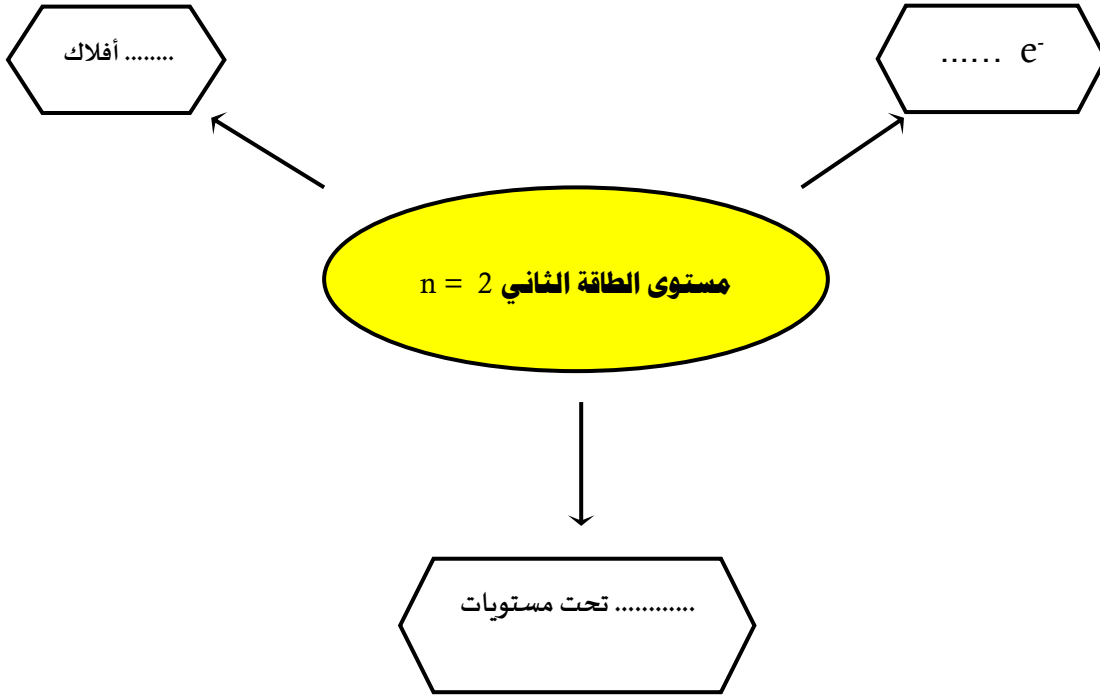 ........ أفلاك
...... e⁻
مستوى الطاقة الثاني n = 2
............ تحت مستويات